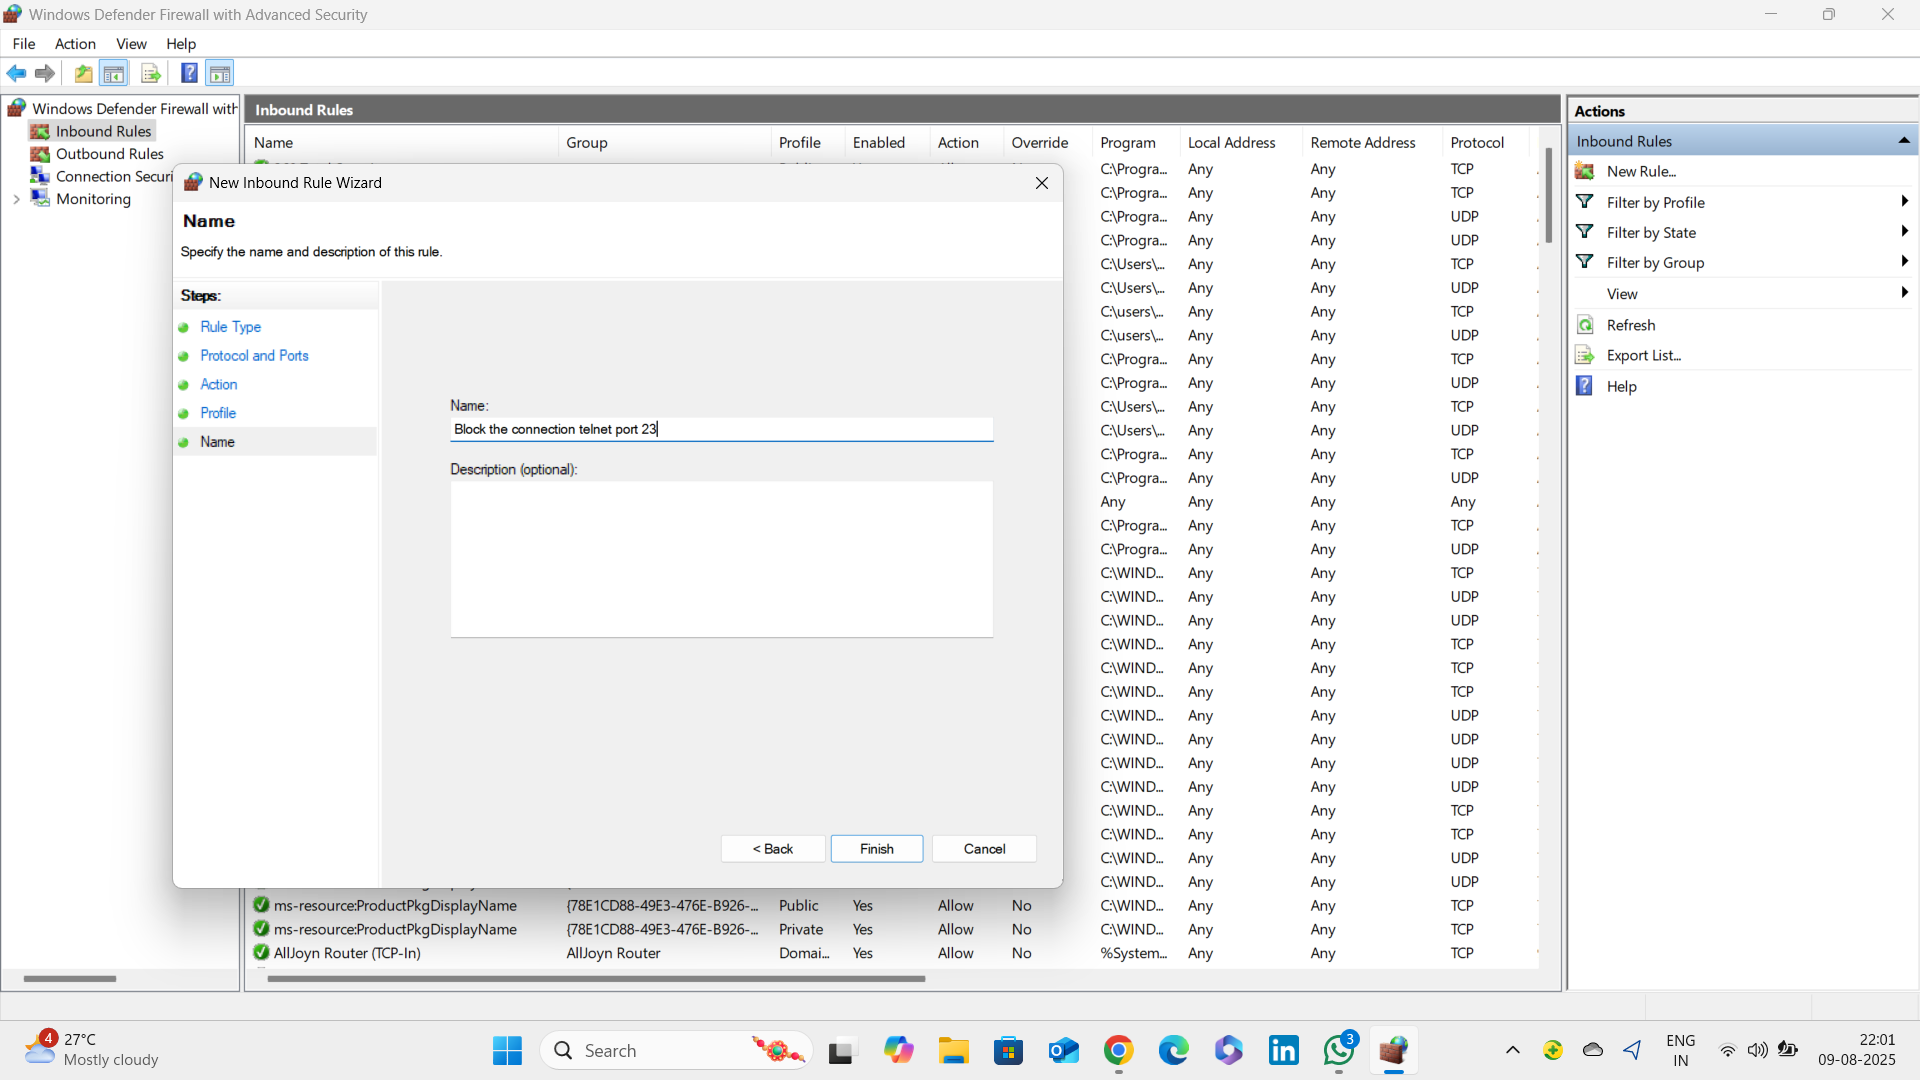 Windows Defender Firewall with Advanced Security
File Action View Help
Windows Defender Firewall with
Inbound Rules
Outbound Rules
Connection Securi
Monitoring
Inbound Rules
Name Group Profile Enabled Action Override Program Local Address Remote Address Protocol
C:\Progra... Any Any TCP
C:\Progra... Any Any TCP
C:\Progra... Any Any UDP
C:\Progra... Any Any UDP
C:\Users\... Any Any TCP
C:\Users\... Any Any UDP
C:\users\... Any Any TCP
C:\users\... Any Any UDP
C:\Progra... Any Any TCP
C:\Progra... Any Any UDP
C:\Users\... Any Any TCP
C:\Users\... Any Any UDP
C:\Progra... Any Any TCP
C:\Progra... Any Any UDP
Any Any Any Any
C:\Progra... Any Any TCP
C:\Progra... Any Any UDP
C:\WIND... Any Any TCP
C:\WIND... Any Any UDP
C:\WIND... Any Any UDP
C:\WIND... Any Any TCP
C:\WIND... Any Any TCP
C:\WIND... Any Any TCP
C:\WIND... Any Any UDP
C:\WIND... Any Any UDP
C:\WIND... Any Any UDP
C:\WIND... Any Any UDP
C:\WIND... Any Any TCP
C:\WIND... Any Any TCP
C:\WIND... Any Any UDP
C:\WIND... Any Any UDP
ms-resource:ProductPkgDisplayName {78E1CD88-49E3-476E-B926-... Public Yes Allow No C:\WIND... Any Any TCP
ms-resource:ProductPkgDisplayName {78E1CD88-49E3-476E-B926-... Private Yes Allow No C:\WIND... Any Any TCP
AllJoyn Router (TCP-In) AllJoyn Router Domai... Yes Allow No %System... Any Any TCP
New Inbound Rule Wizard
Name
Specify the name and description of this rule.
Steps:
Rule Type
Protocol and Ports
Action
Profile
Name
Name:
Block the connection telnet port 23
Description (optional):
< Back Finish Cancel
Actions
Inbound Rules
New Rule...
Filter by Profile
Filter by State
Filter by Group
View
Refresh
Export List...
Help
4
27°C
Mostly cloudy
Search
3
ENG
IN
22:01
09-08-2025